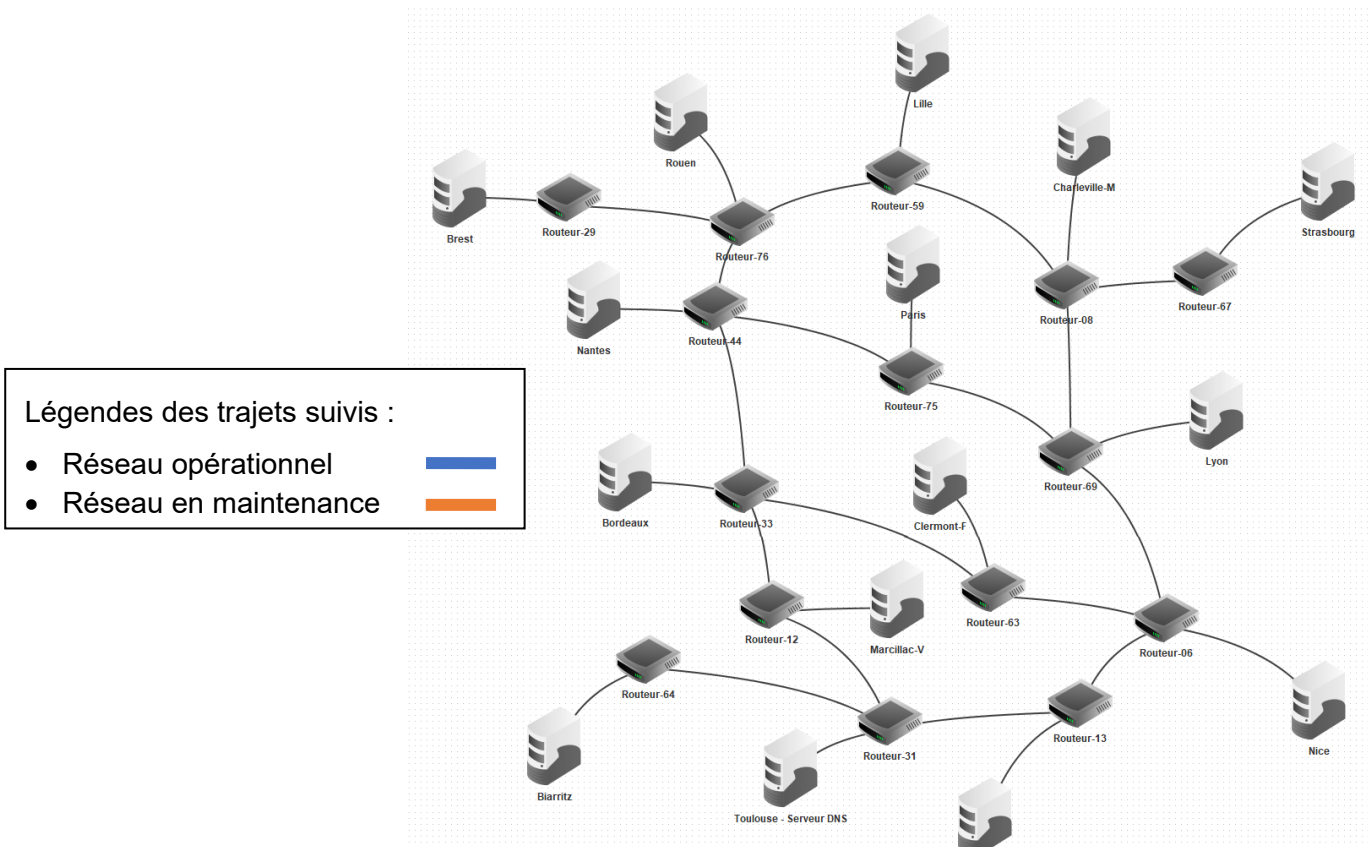 Lille
Rouen
Charleville-M
Strasbourg
Brest
Routeur-29
Routeur-59
Routeur-76
Paris
Routeur-67
Routeur-08
Nantes
Routeur-44
Routeur-75
Légendes des trajets suivis :
• Réseau opérationnel
• Réseau en maintenance
Lyon
Routeur-69
Bordeaux
Routeur-33
Clermont-F
Routeur-12
Marcillac-V
Routeur-63
Routeur-06
Routeur-64
Routeur-31
Routeur-13
Nice
Biarritz
Toulouse - Serveur DNS